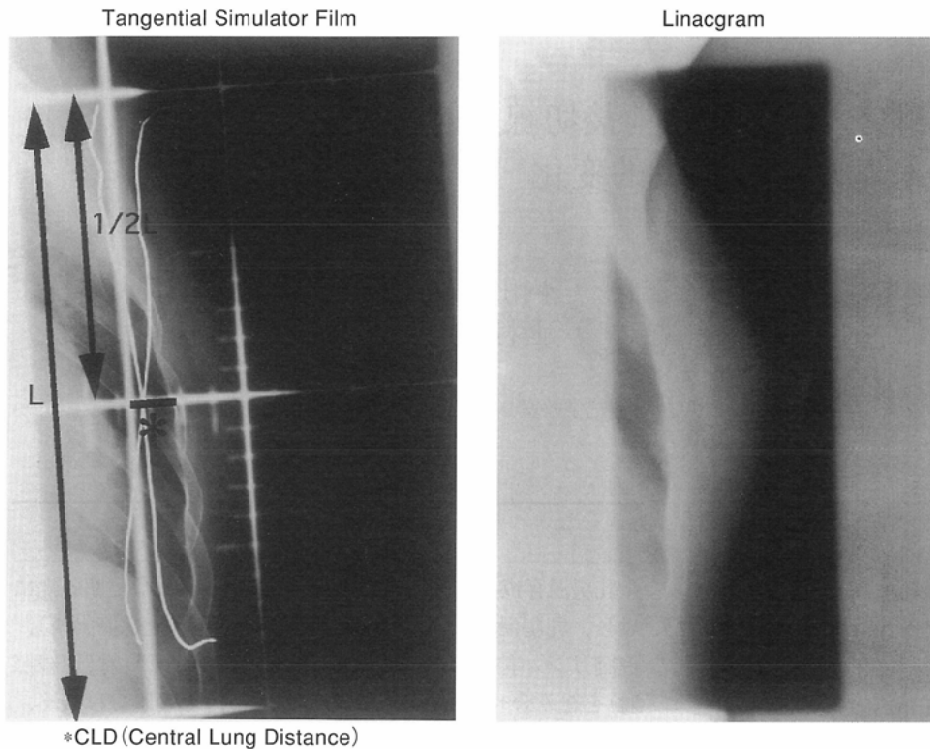 Tangential Simulator Film
Linacgram
1/2L
L
*
*CLD (Central Lung Distance)